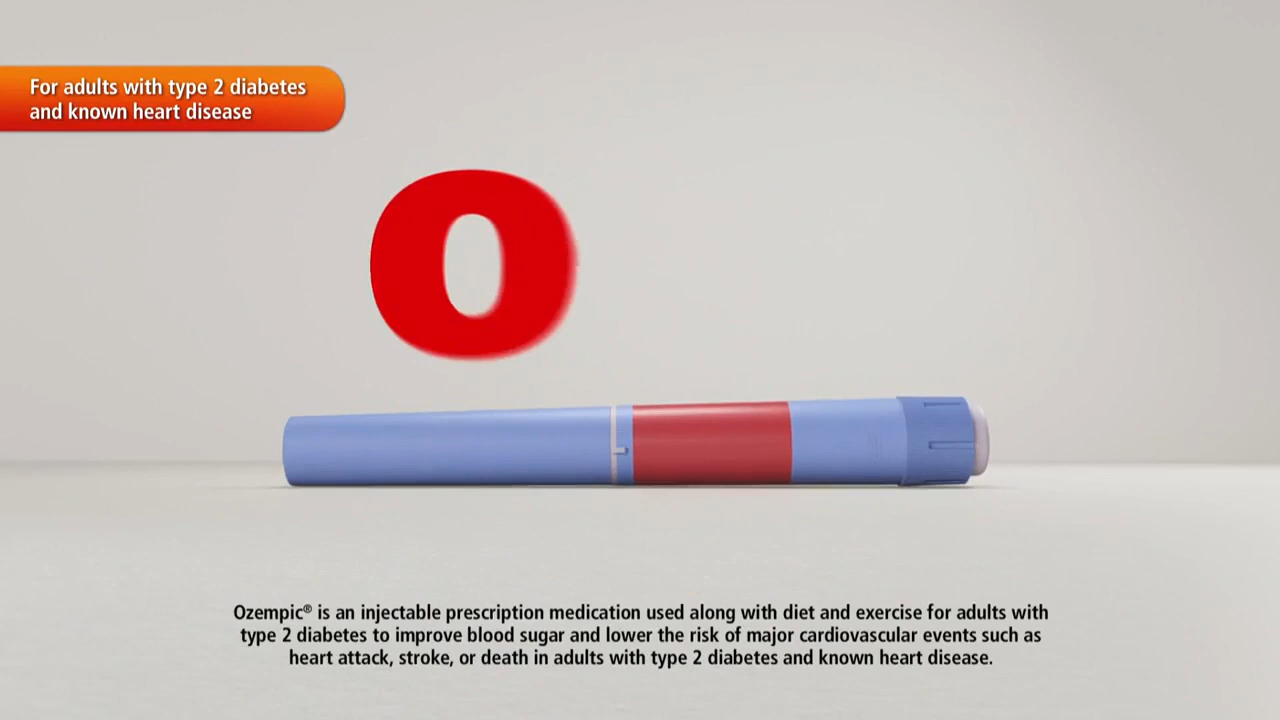 For adults with type 2 diabetes
and known heart disease
O
Ozempic® is an injectable prescription medication used along with diet and exercise for adults with
type 2 diabetes to improve blood sugar and lower the risk of major cardiovascular events such as
heart attack, stroke, or death in adults with type 2 diabetes and known heart disease.